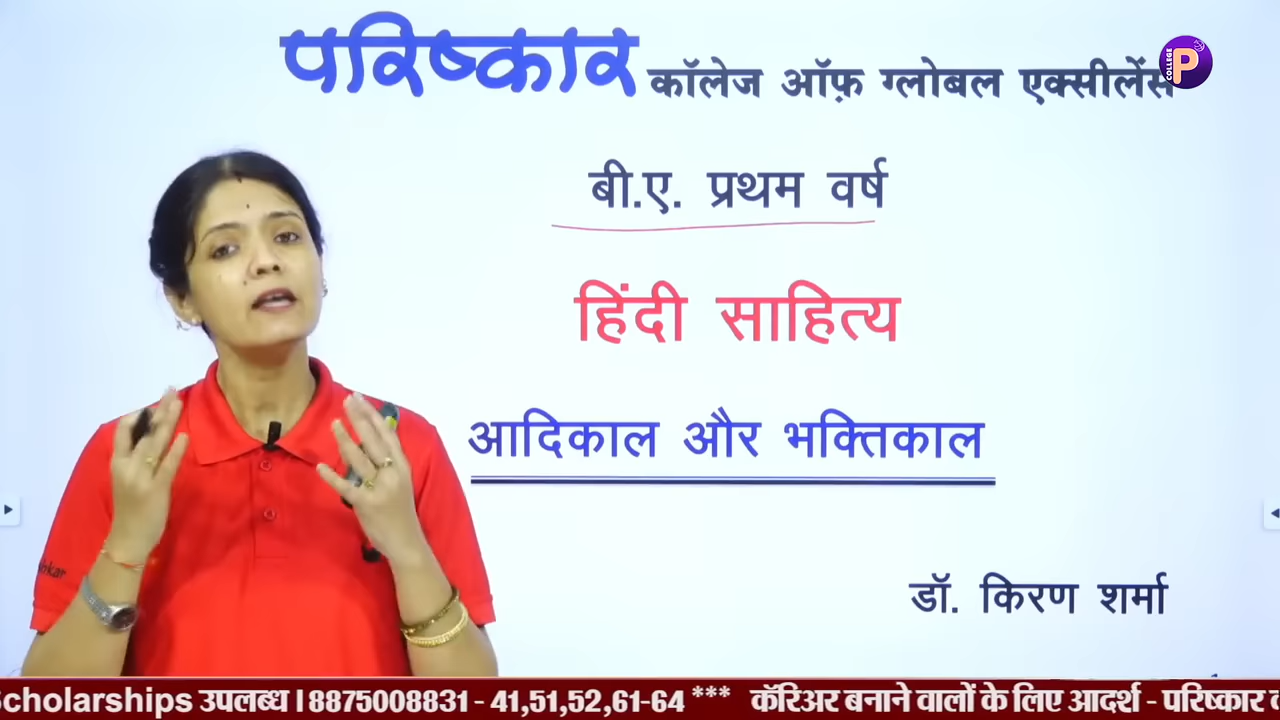 परिष्कार कॉलेज ऑफ़ ग्लोबल एक्सीलेंस
COLLEGE P
बी.ए. प्रथम वर्ष
हिंदी साहित्य
आदिकाल और भक्तिकाल
डॉ. किरण शर्मा
Scholarships उपलब्ध । 8875008831 - 41,51,52,61-64 *** कॅरिअर बनाने वालों के लिए आदर्श - परिष्कार